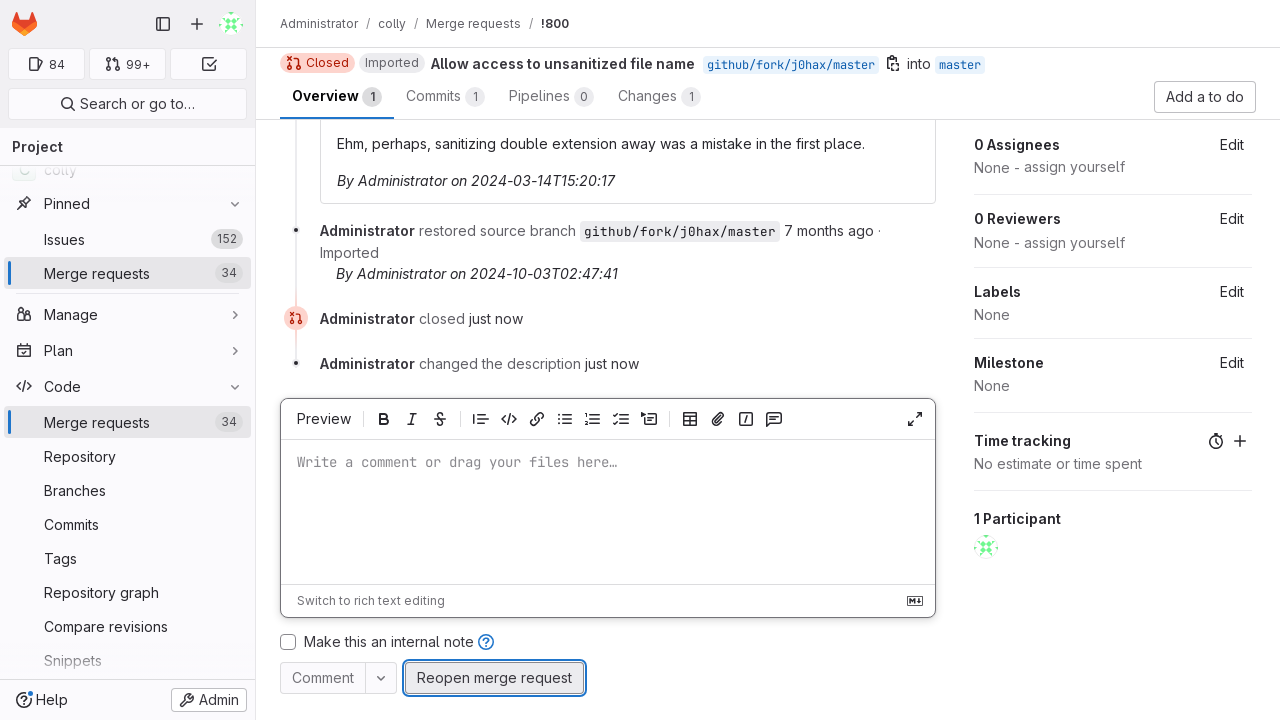 Administrator / colly / Merge requests / !800
84
99+
Search or go to…
Project
colly
Pinned
Issues 152
Merge requests 34
Manage
Plan
Code
Merge requests 34
Repository
Branches
Commits
Tags
Repository graph
Compare revisions
Snippets
Help
Admin
Closed Imported Allow access to unsanitized file name github/fork/j0hax/master into master
Overview 1 Commits 1 Pipelines 0 Changes 1
Add a to do
Ehm, perhaps, sanitizing double extension away was a mistake in the first place.
By Administrator on 2024-03-14T15:20:17
Administrator restored source branch github/fork/j0hax/master 7 months ago ·
Imported
By Administrator on 2024-10-03T02:47:41
Administrator closed just now
Administrator changed the description just now
Preview
Write a comment or drag your files here…
Switch to rich text editing
Make this an internal note
Comment
Reopen merge request
0 Assignees Edit
None - assign yourself
0 Reviewers Edit
None - assign yourself
Labels Edit
None
Milestone Edit
None
Time tracking
No estimate or time spent
1 Participant